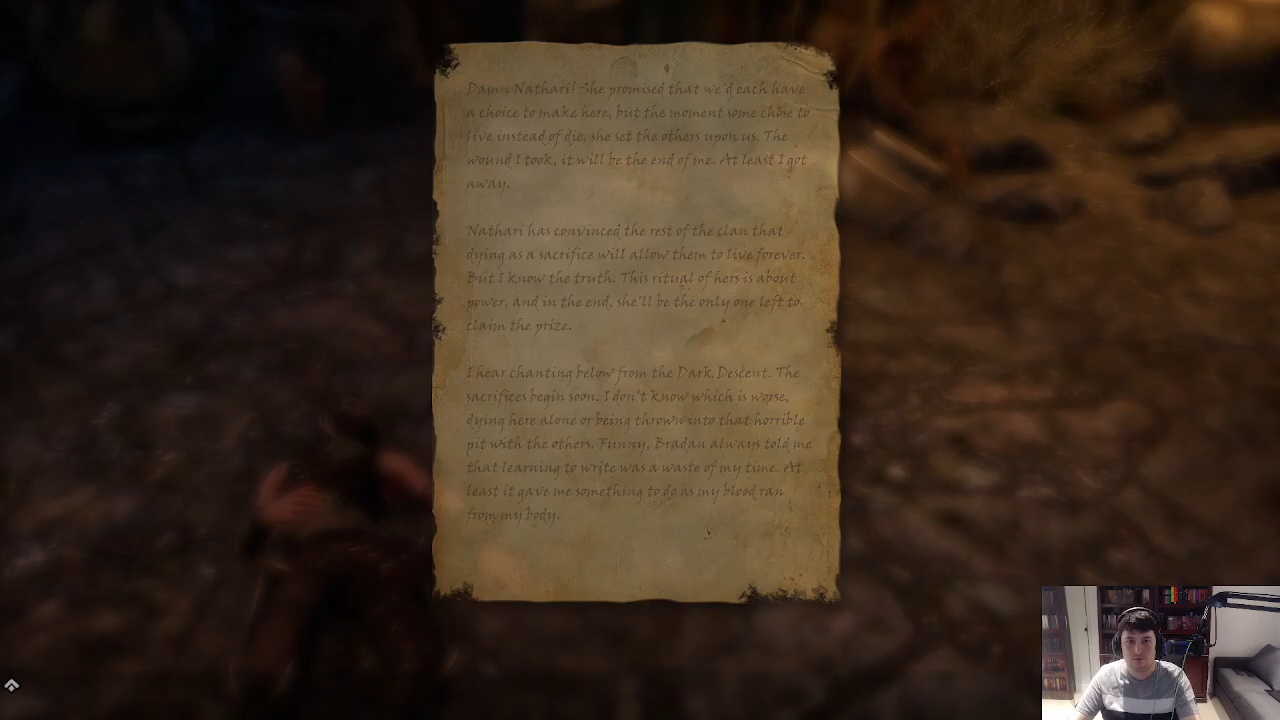 Damn Nathari! She promised that we'd each have
a choice to make here, but the moment some chose to
live instead of die, she set the others upon us. The
wound I took, it will be the end of me. At least I got
away.
Nathari has convinced the rest of the clan that
dying as a sacrifice will allow them to live forever.
But I know the truth. This ritual of hers is about
power, and in the end, she'll be the only one left to
claim the prize.
I hear chanting below from the Dark Descent. The
sacrifices begin soon. I don't know which is worse,
dying here alone or being thrown into that horrible
pit with the others. Funny, Bradan always told me
that learning to write was a waste of my time. At
least it gave me something to do as my blood ran
from my body.